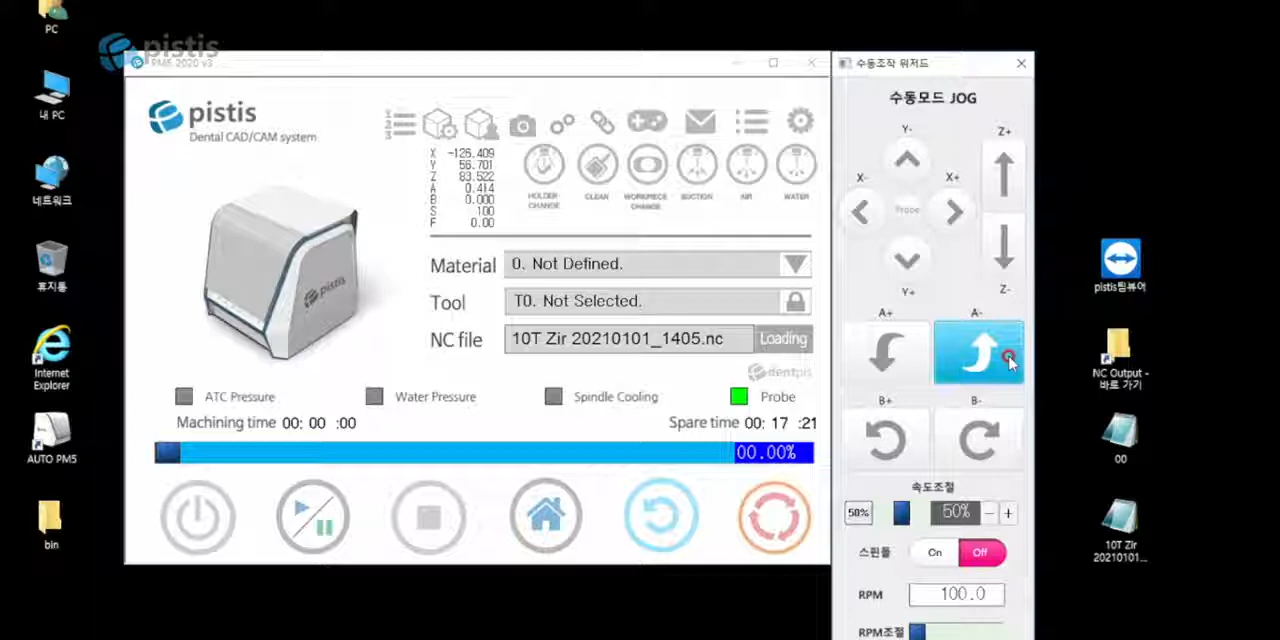 PC
내 PC
네트워크
휴지통
Internet
Explorer
AUTO PM5
bin
pistis
PM5 2020 v3
pistis
Dental CAD/CAM system
1
2
3
X -126.409
Y 56.701
Z 83.522
A 0.414
B 0.000
S 100
F 0.00
HOLDER
CHANGE
CLEAN
WORKPIECE
CHANGE
SUCTION
AIR
WATER
Material
0. Not Defined.
Tool
T0. Not Selected.
NC file
10T Zir 20210101_1405.nc
Loading
pistis
dentpis
ATC Pressure
Water Pressure
Spindle Cooling
Probe
Machining time 00: 00 :00
Spare time 00: 17 :21
00.00%
수동조작 위저드
수동모드 JOG
Y-
Z+
X-
X+
Probe
Y+
Z-
A+
A-
B+
B-
속도조절
50%
50%
스핀들
On
Off
RPM
100.0
RPM조절
pistis팀뷰어
NC Output -
바로 가기
00
10T Zir
20210101...